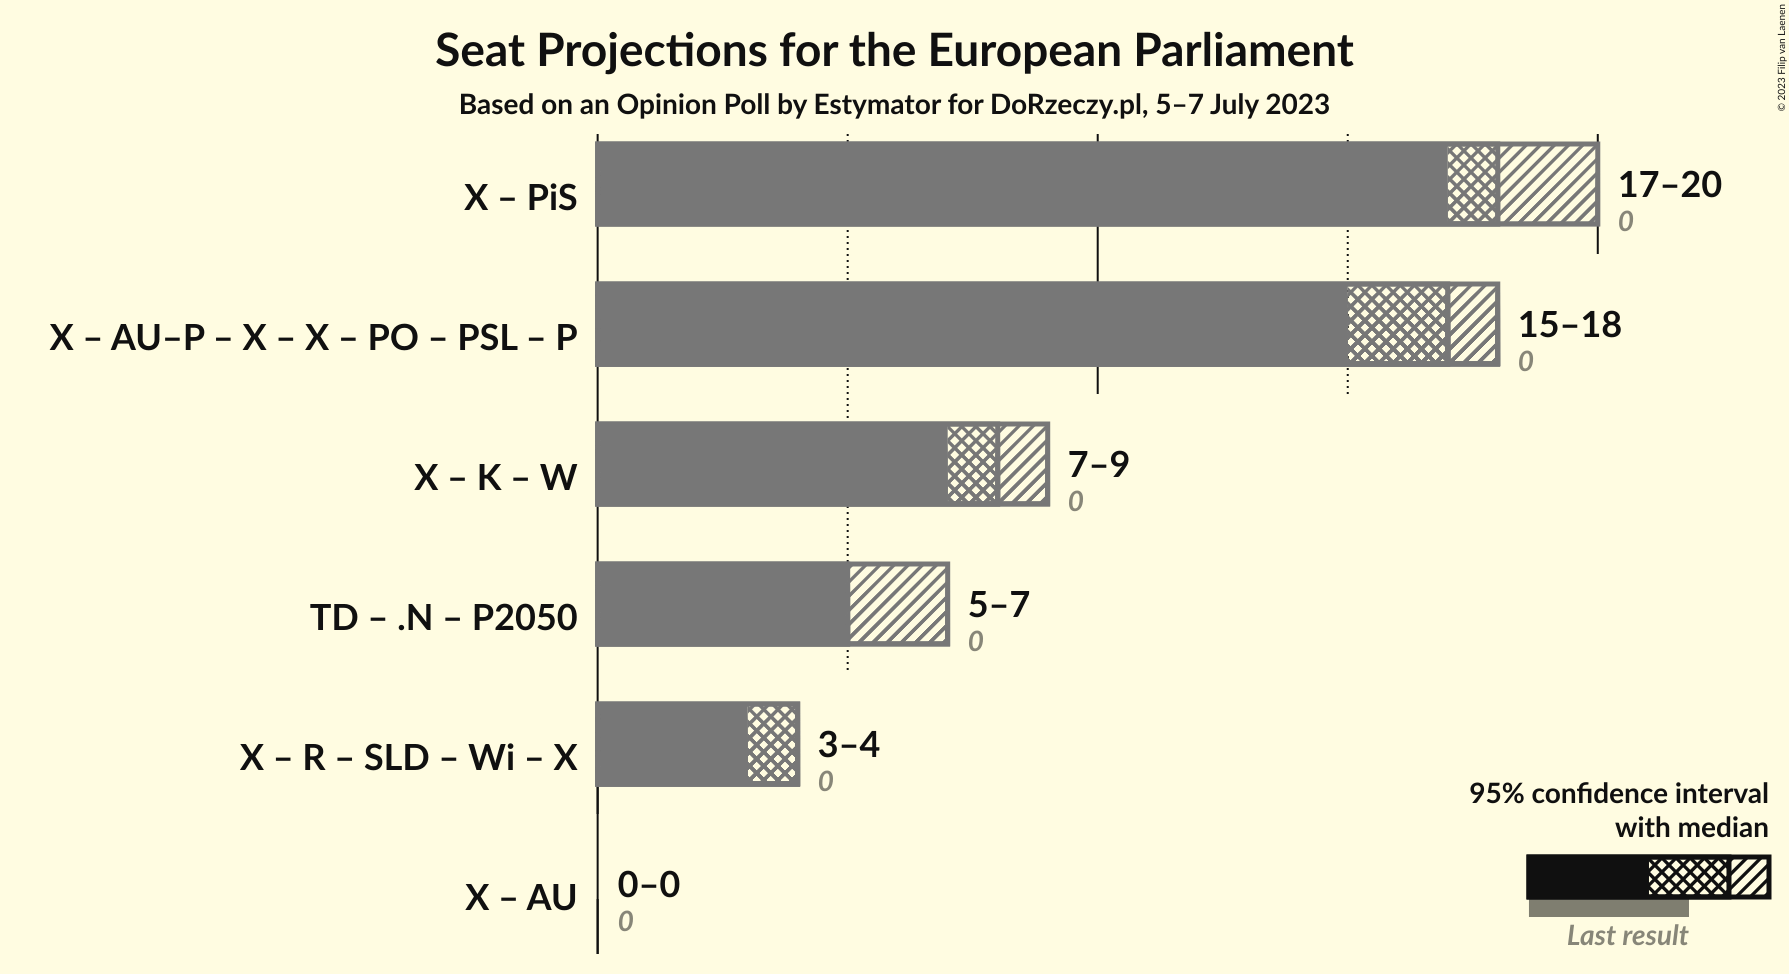 Seat Projections for the European Parliament
Based on an Opinion Poll by Estymator for DoRzeczy.pl, 5–7 July 2023
© 2023 Filip van Laenen
X – PiS
17–20
0
X – AU–P – X – X – PO – PSL – P
15–18
0
X – K – W
7–9
0
TD – .N – P2050
5–7
0
X – R – SLD – Wi – X
3–4
0
X – AU
0–0
0
95% confidence interval
with median
Last result